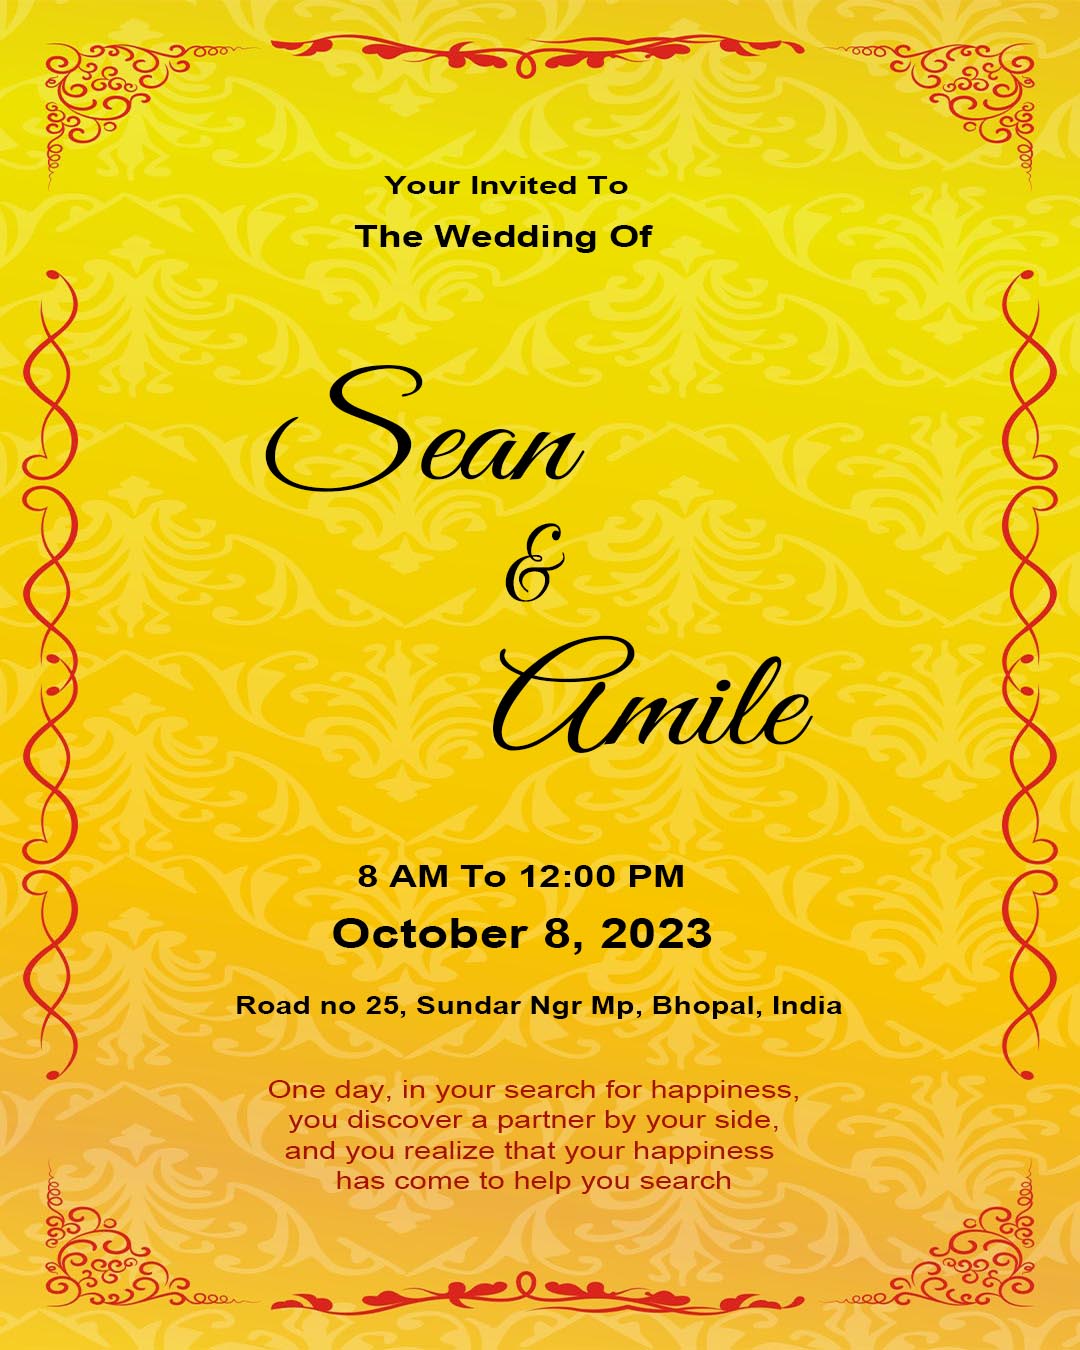 Your Invited To
The Wedding Of
Sean
&
Amile
8 AM To 12:00 PM
October 8, 2023
Road no 25, Sundar Ngr Mp, Bhopal, India
One day, in your search for happiness,
you discover a partner by your side,
and you realize that your happiness
has come to help you search